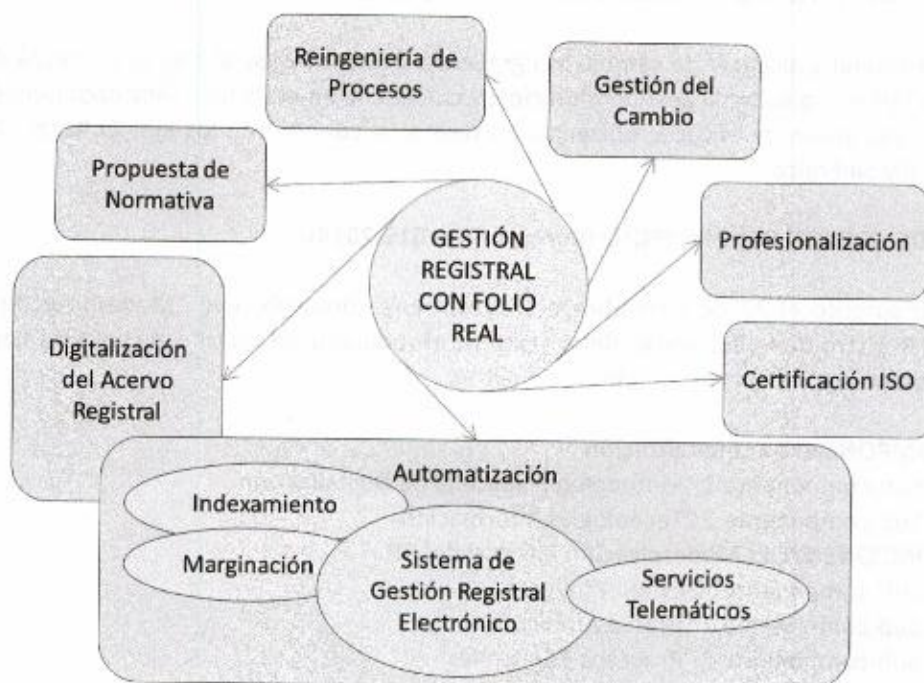 Reingeniería de
Procesos
Gestión del
Cambio
Propuesta de
Normativa
GESTIÓN
REGISTRAL
CON FOLIO
REAL
Profesionalización
Digitalización
del Acervo
Registral
Certificación ISO
Automatización
Indexamiento
Marginación
Sistema de
Gestión Registral
Electrónico
Servicios
Telemáticos